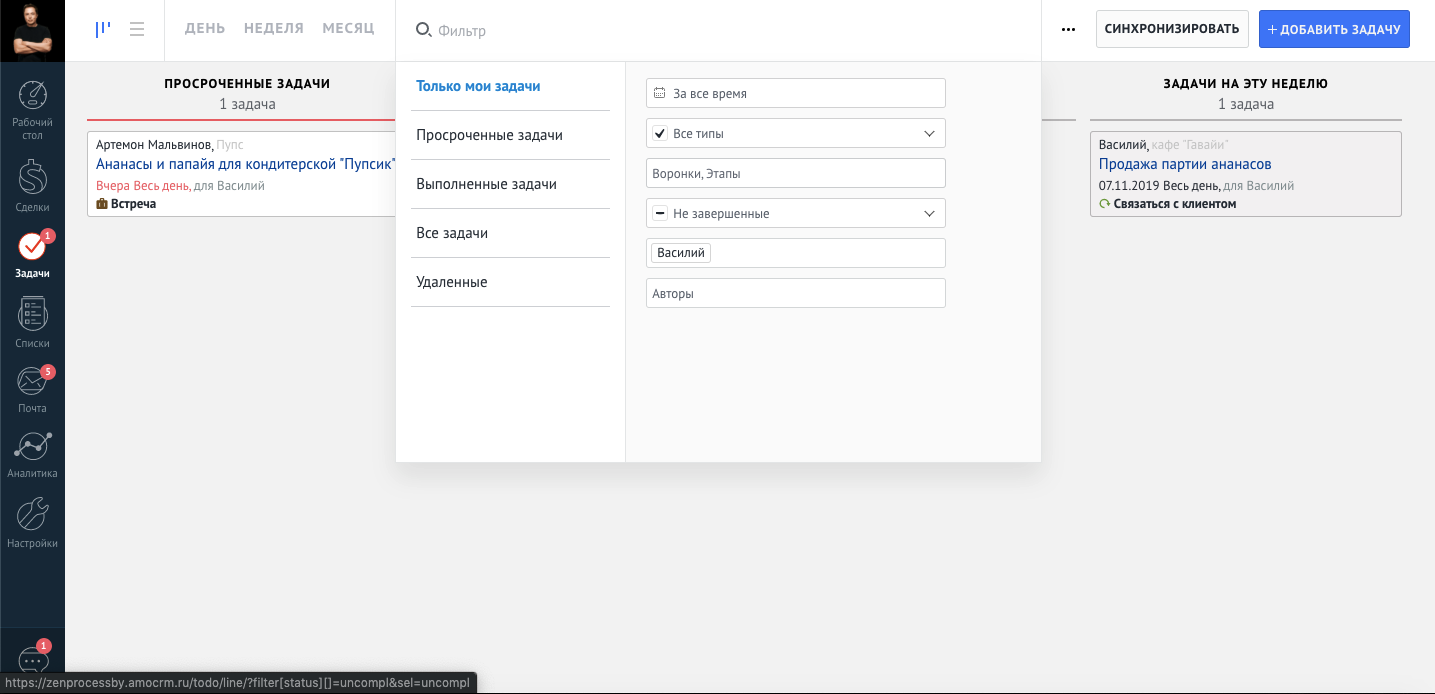 ДЕНЬ НЕДЕЛЯ МЕСЯЦ
Фильтр
СИНХРОНИЗИРОВАТЬ
+ ДОБАВИТЬ ЗАДАЧУ
Рабочий
стол
Сделки
1
Задачи
Списки
5
Почта
Аналитика
Настройки
1
ПРОСРОЧЕННЫЕ ЗАДАЧИ
1 задача
Артемон Мальвинов, Пупс
Ананасы и папайя для кондитерской "Пупсик"
Вчера Весь день, для Василий
Встреча
Только мои задачи
Просроченные задачи
Выполненные задачи
Все задачи
Удаленные
За все время
Все типы
Воронки, Этапы
Не завершенные
Василий
Авторы
ЗАДАЧИ НА ЭТУ НЕДЕЛЮ
1 задача
Василий, кафе "Гавайи"
Продажа партии ананасов
07.11.2019 Весь день, для Василий
Связаться с клиентом
https://zenprocessby.amocrm.ru/todo/line/?filter[status][]=uncompl&sel=uncompl